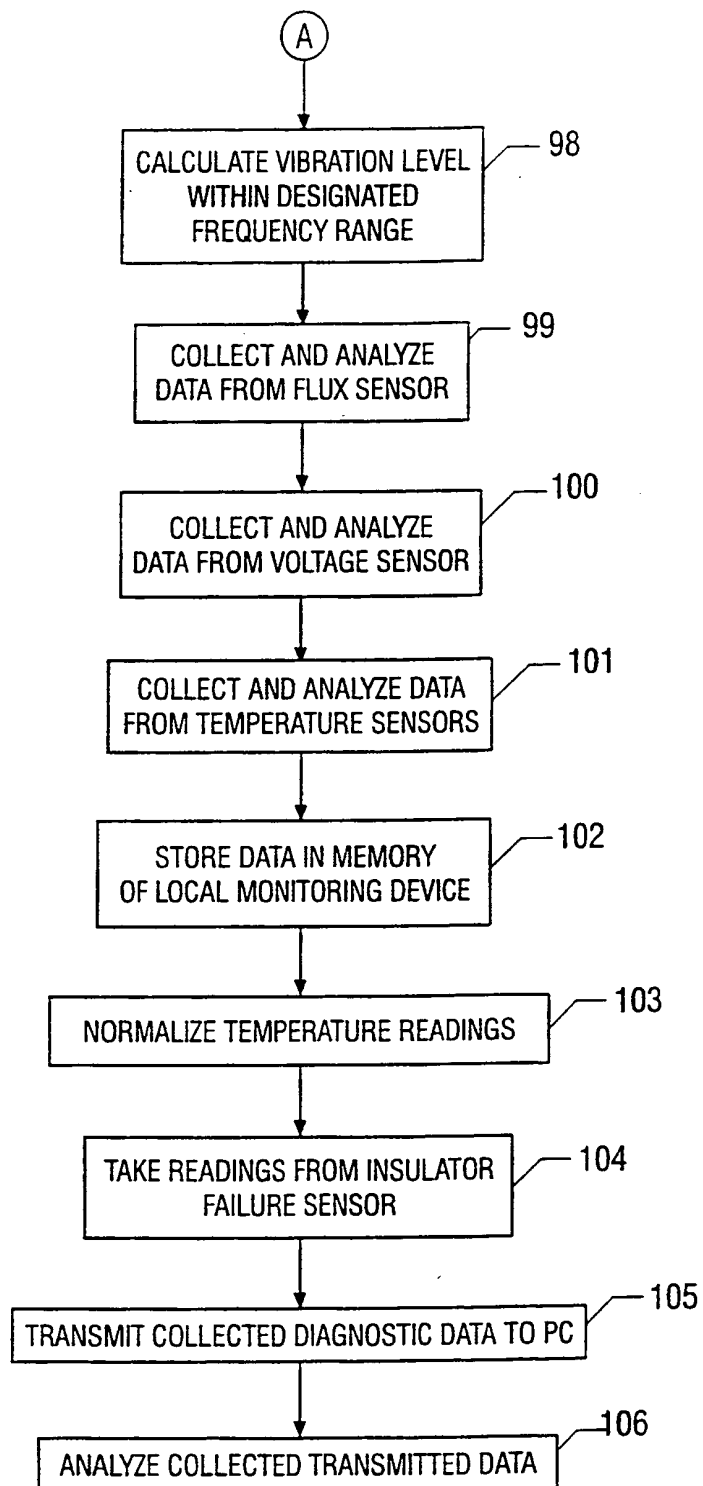 A
98
CALCULATE VIBRATION LEVEL
WITHIN DESIGNATED
FREQUENCY RANGE
99
COLLECT AND ANALYZE
DATA FROM FLUX SENSOR
100
COLLECT AND ANALYZE
DATA FROM VOLTAGE SENSOR
101
COLLECT AND ANALYZE DATA
FROM TEMPERATURE SENSORS
102
STORE DATA IN MEMORY
OF LOCAL MONITORING DEVICE
103
NORMALIZE TEMPERATURE READINGS
104
TAKE READINGS FROM INSULATOR
FAILURE SENSOR
105
TRANSMIT COLLECTED DIAGNOSTIC DATA TO PC
106
ANALYZE COLLECTED TRANSMITTED DATA